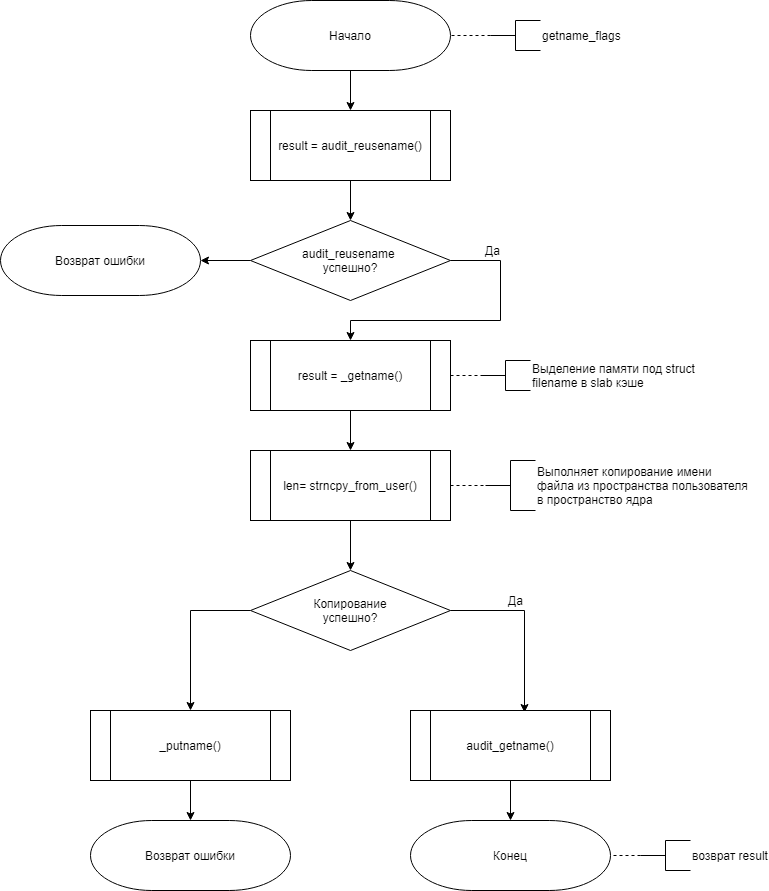 Начало
getname_flags
result = audit_reusename()
audit_reusename
успешно?
Да
Возврат ошибки
result = _getname()
Выделение памяти под struct
filename в slab кэше
len= strncpy_from_user()
Выполняет копирование имени
файла из пространства пользователя
в пространство ядра
Копирование
успешно?
Да
_putname()
audit_getname()
Возврат ошибки
Конец
возврат result